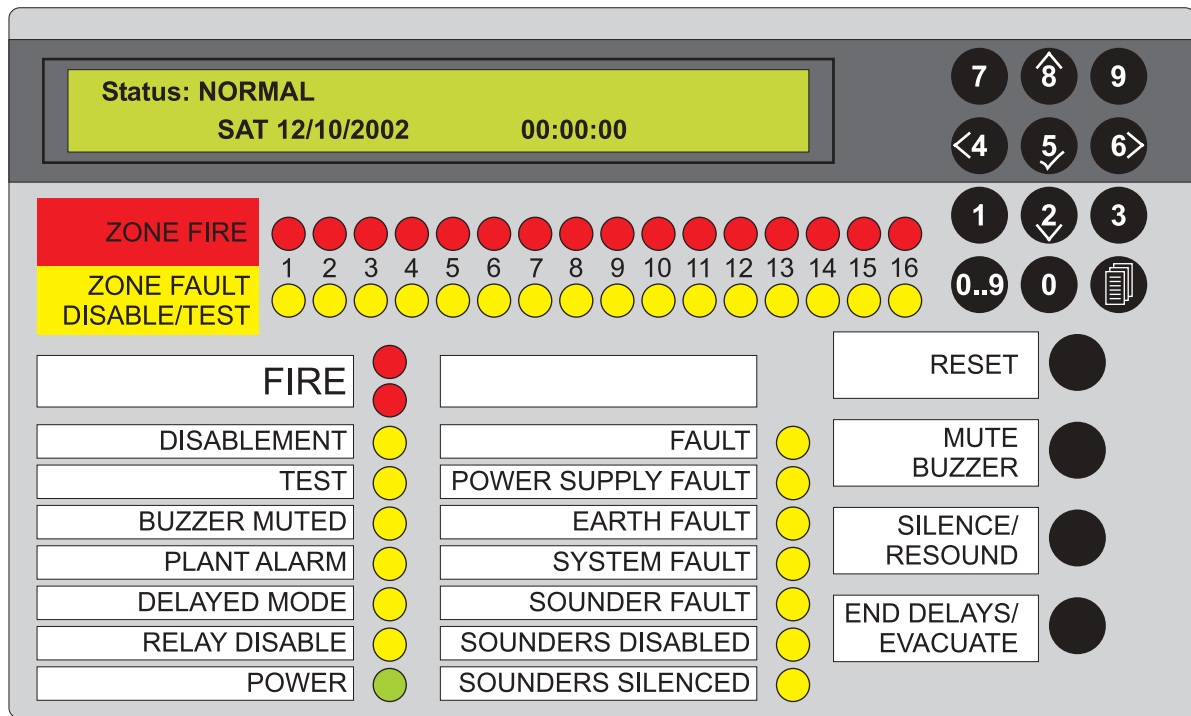 Status: NORMAL
SAT 12/10/2002 00:00:00
7 8 9
4 5 6
1 2 3
0..9 0
ZONE FIRE
1 2 3 4 5 6 7 8 9 10 11 12 13 14 15 16
ZONE FAULT
DISABLE/TEST
FIRE
DISABLEMENT
TEST
BUZZER MUTED
PLANT ALARM
DELAYED MODE
RELAY DISABLE
POWER
FAULT
POWER SUPPLY FAULT
EARTH FAULT
SYSTEM FAULT
SOUNDER FAULT
SOUNDERS DISABLED
SOUNDERS SILENCED
RESET
MUTE
BUZZER
SILENCE/
RESOUND
END DELAYS/
EVACUATE